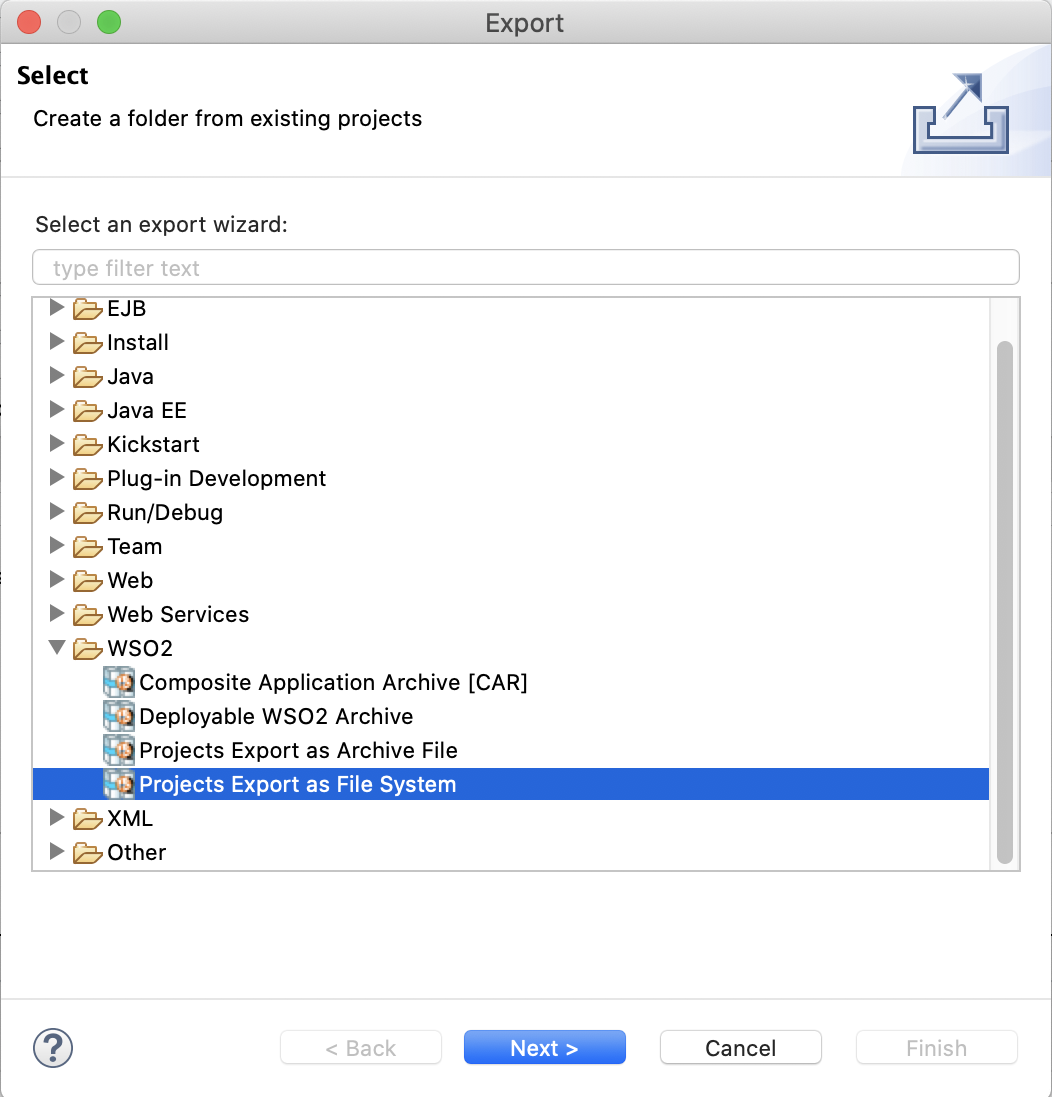 Export
Select
Create a folder from existing projects
Select an export wizard:
type filter text
EJB
Install
Java
Java EE
Kickstart
Plug-in Development
Run/Debug
Team
Web
Web Services
WSO2
Composite Application Archive [CAR]
Deployable WSO2 Archive
Projects Export as Archive File
Projects Export as File System
XML
Other
? < Back Next > Cancel Finish